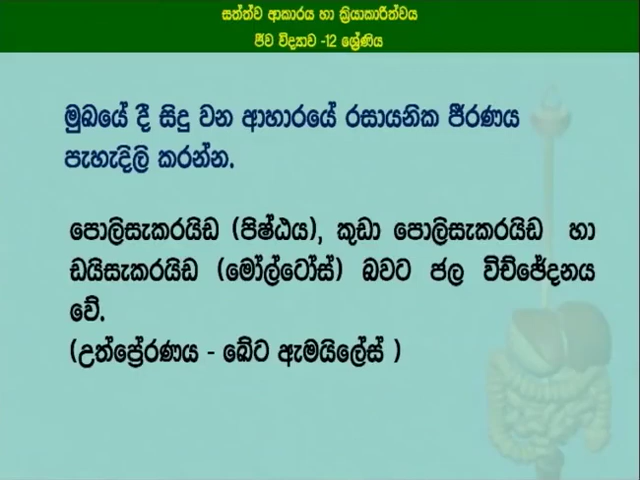 සත්ත්ව ආකාරය හා ක්‍රියාකාරීත්වය
ජීව විද්‍යාව -12 ශ්‍රේණිය
මුඛයේ දී සිදු වන ආහාරයේ රසායනික ජීරණය
පැහැදිලි කරන්න.
පොලිසැකරයිඩ (පිෂ්ඨය), කුඩා පොලිසැකරයිඩ හා
ඩයිසැකරයිඩ (මෝල්ටෝස්) බවට ජල විච්ඡේදනය
වේ.
(උත්ප්‍රේරණය - ඛේට ඇමයිලේස් )